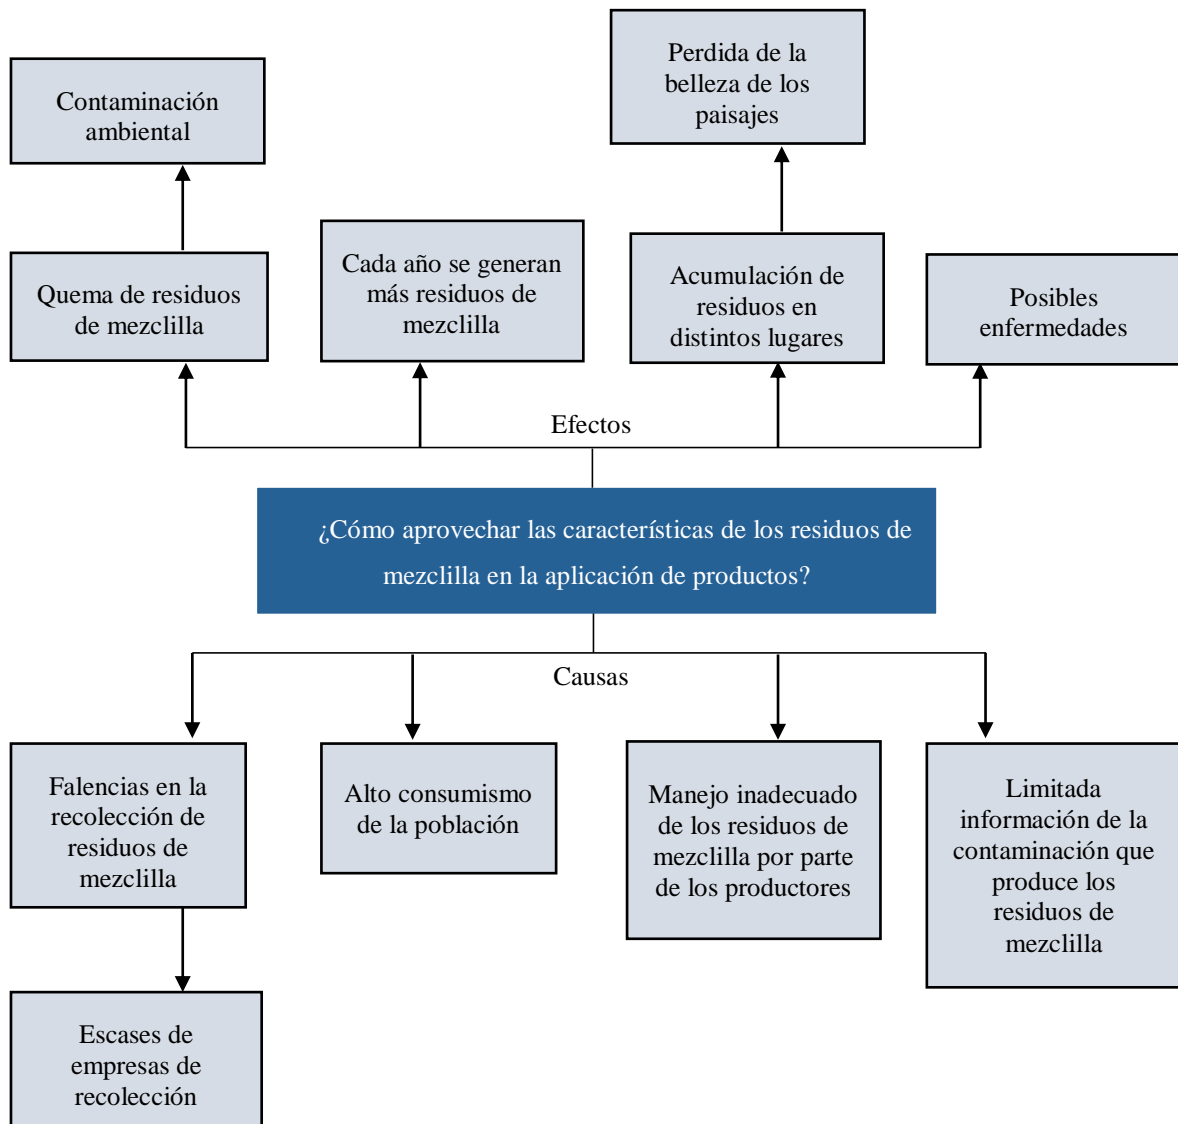 Perdida de la
belleza de los
paisajes
Contaminación
ambiental
Quema de residuos
de mezclilla
Cada año se generan
más residuos de
mezclilla
Acumulación de
residuos en
distintos lugares
Posibles
enfermedades
Efectos
¿Cómo aprovechar las características de los residuos de
mezclilla en la aplicación de productos?
Causas
Falencias en la
recolección de
residuos de
mezclilla
Alto consumismo
de la población
Manejo inadecuado
de los residuos de
mezclilla por parte
de los productores
Limitada
información de la
contaminación que
produce los
residuos de
mezclilla
Escases de
empresas de
recolección